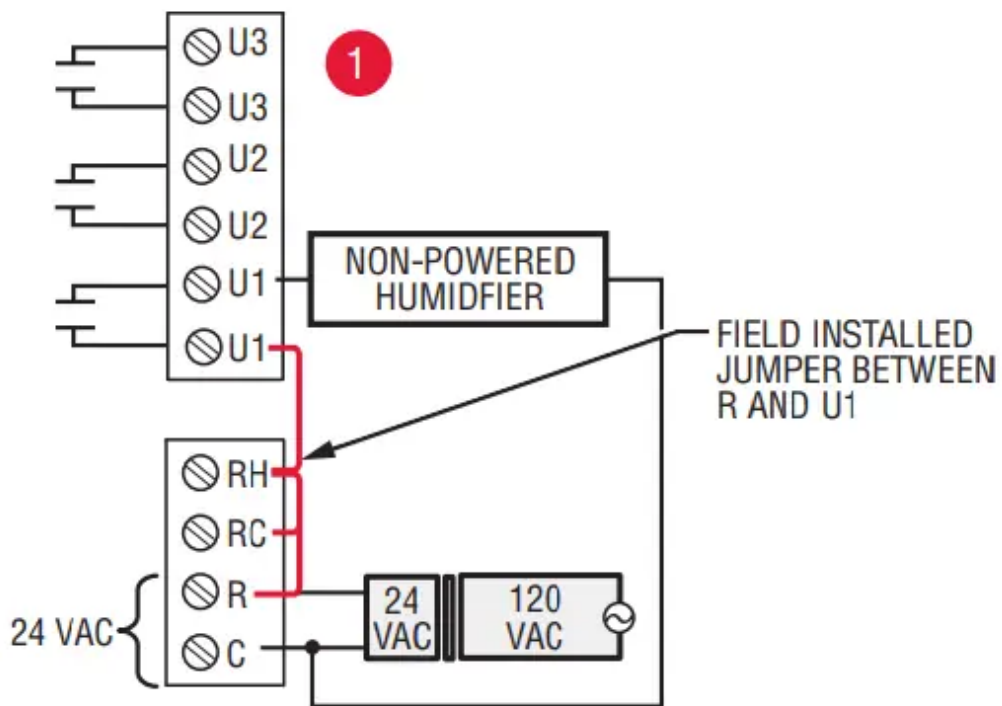 U3
1
U3
U2
U2
U1
NON-POWERED
HUMIDFIER
U1
FIELD INSTALLED
JUMPER BETWEEN
R AND U1
RH
RC
R
24
VAC
120
VAC
24 VAC
C